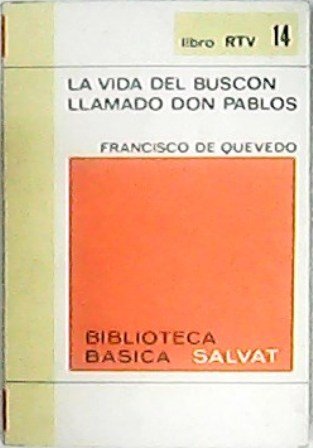 libro RTV 14
LA VIDA DEL BUSCON
LLAMADO DON PABLOS
FRANCISCO DE QUEVEDO
BIBLIOTECA
BASICA SALVAT